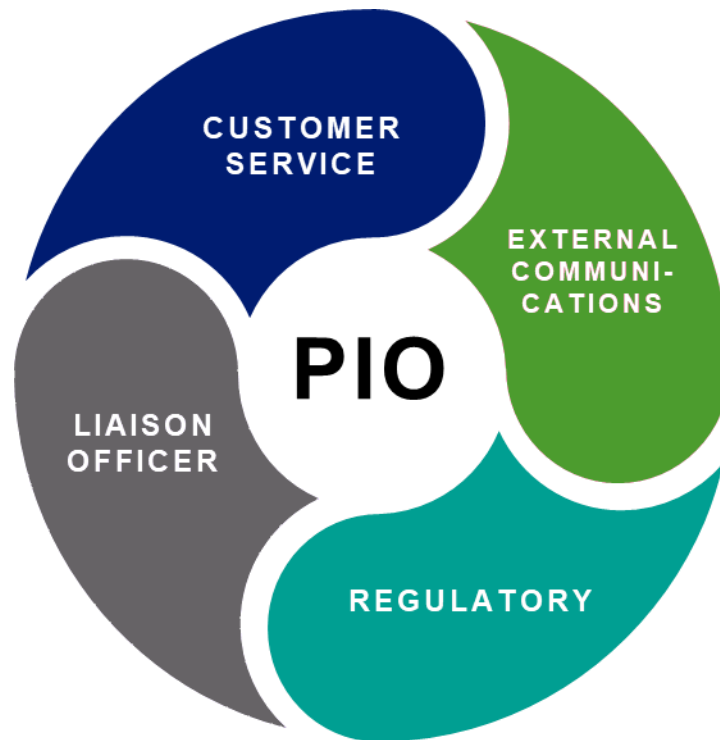 CUSTOMER
SERVICE
EXTERNAL
COMMUNI-
CATIONS
PIO
LIAISON
OFFICER
REGULATORY